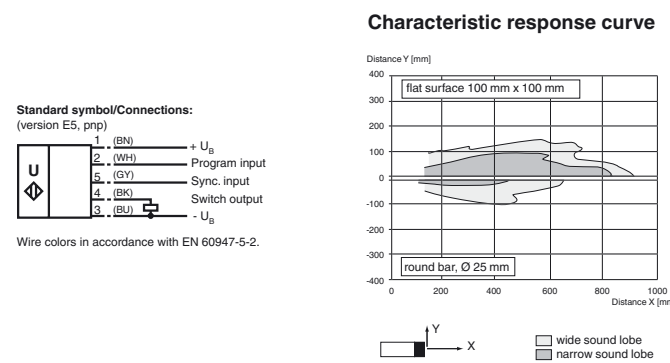 Characteristic response curve
Standard symbol/Connections:
(version E5, pnp)
U
1 (BN) + UB
2 (WH) Program input
5 (GY) Sync. input
4 (BK) Switch output
3 (BU) - UB
Wire colors in accordance with EN 60947-5-2.
Distance Y [mm]
400
300
200
100
0
-100
-200
-300
-400
flat surface 100 mm x 100 mm
round bar, Ø 25 mm
0 200 400 600 800 1000
Distance X [mm
Y
X
wide sound lobe
narrow sound lobe